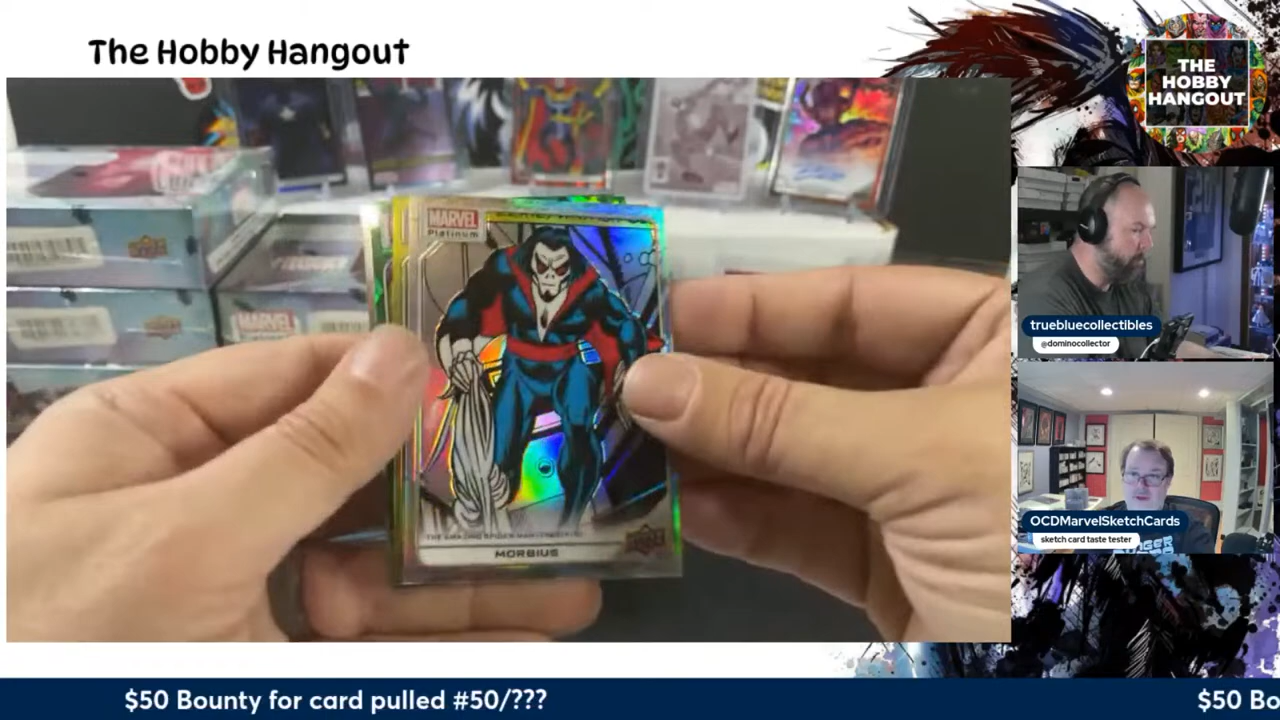 The Hobby Hangout
THE
HOBBY
HANGOUT
MARVEL
Platinum
MORBIUS
MARVEL
truebluecollectibles
@dominocollector
OCDMarvelSketchCards
sketch card taste tester
$50 Bounty for card pulled #50/???
$50 Bo